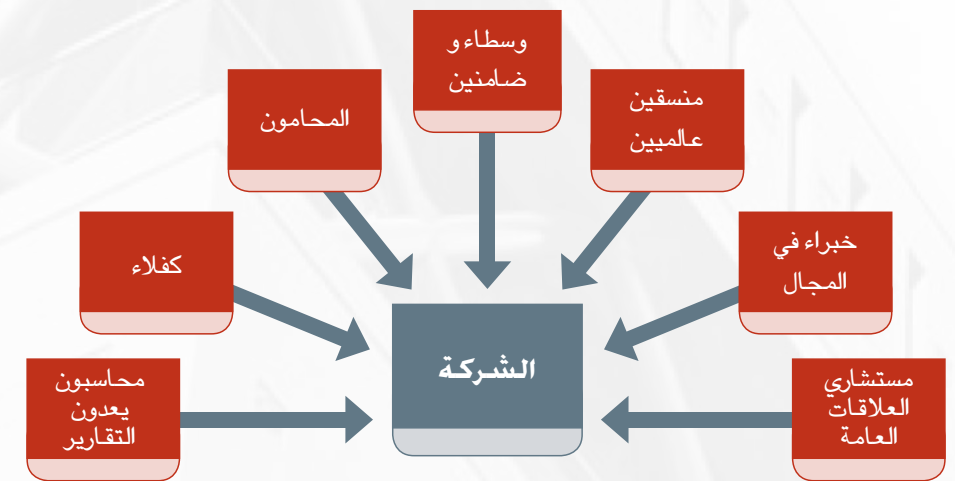 وسطاء و
ضامنين
منسقين
عالميين
المحامون
خبراء في
المجال
كفلاء
الشركة
مستشاري
العلاقات
العامة
محاسبون
يعدون
التقارير